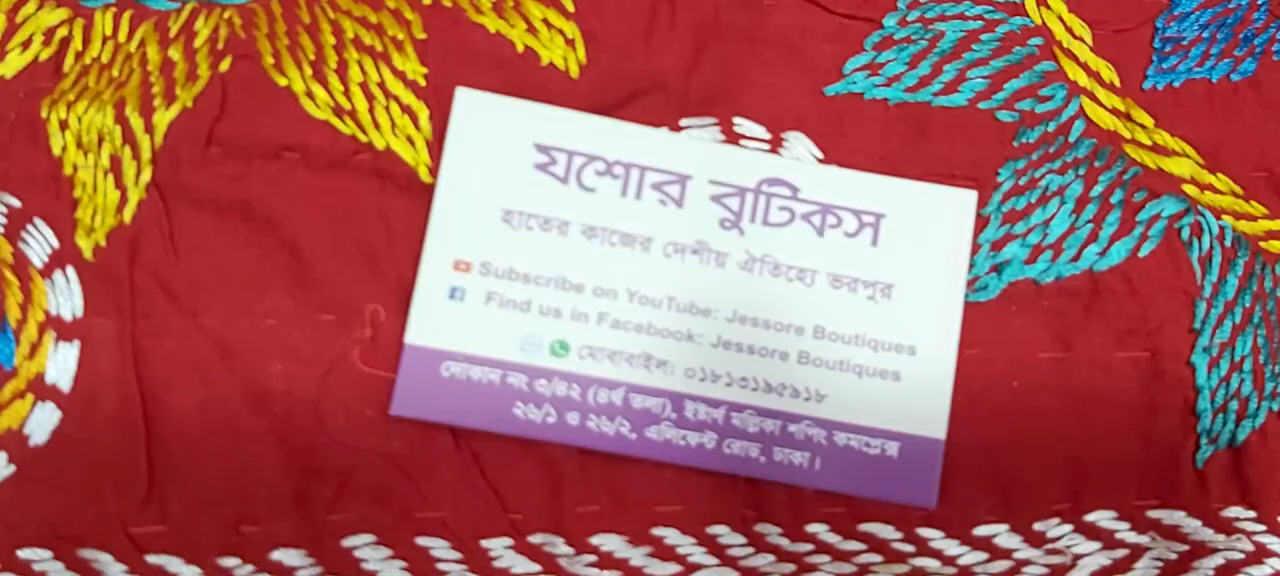 যশোর বুটিকস
হাতের কাজের দেশীয় ঐতিহ্যে ভরপুর
Subscribe on YouTube: Jessore Boutiques
Find us in Facebook: Jessore Boutiques
মোবাবাইল: ০১৮১৩১৯৫৯১৮
দোকান নং ৩/৪২ (৪র্থ তলা), ইষ্টার্ণ মল্লিকা শপিং কমপ্লেক্স
২৬/১ ও ২৬/২, এলিফেন্ট রোড, ঢাকা।